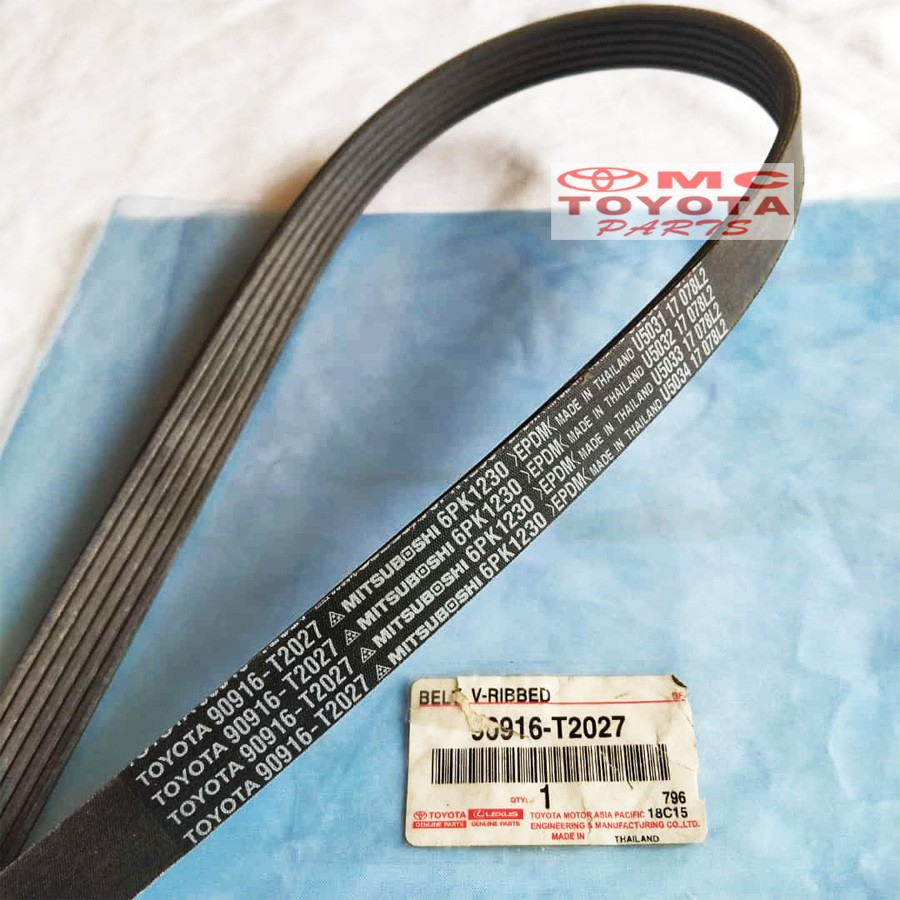 MC
TOYOTA
PARTS
TOYOTA 90916-T2027 MITSUBOSHI 6PK1230 >EPDM< MADE IN THAILAND U5031 17 078L2
TOYOTA 90916-T2027 MITSUBOSHI 6PK1230 >EPDM< MADE IN THAILAND U5032 17 078L2
TOYOTA 90916-T2027 MITSUBOSHI 6PK1230 >EPDM< MADE IN THAILAND U5033 17 078L2
TOYOTA 90916-T2027 MITSUBOSHI 6PK1230 >EPDM< MADE IN THAILAND U5034 17 078L2
BELT V-RIBBED
90916-T2027
QTY: 1 796
TOYOTA GENUINE PARTS LEXUS GENUINE PARTS
TOYOTA MOTOR ASIA PACIFIC 18C15
ENGINEERING & MANUFACTURING CO.,LTD.
THAILAND